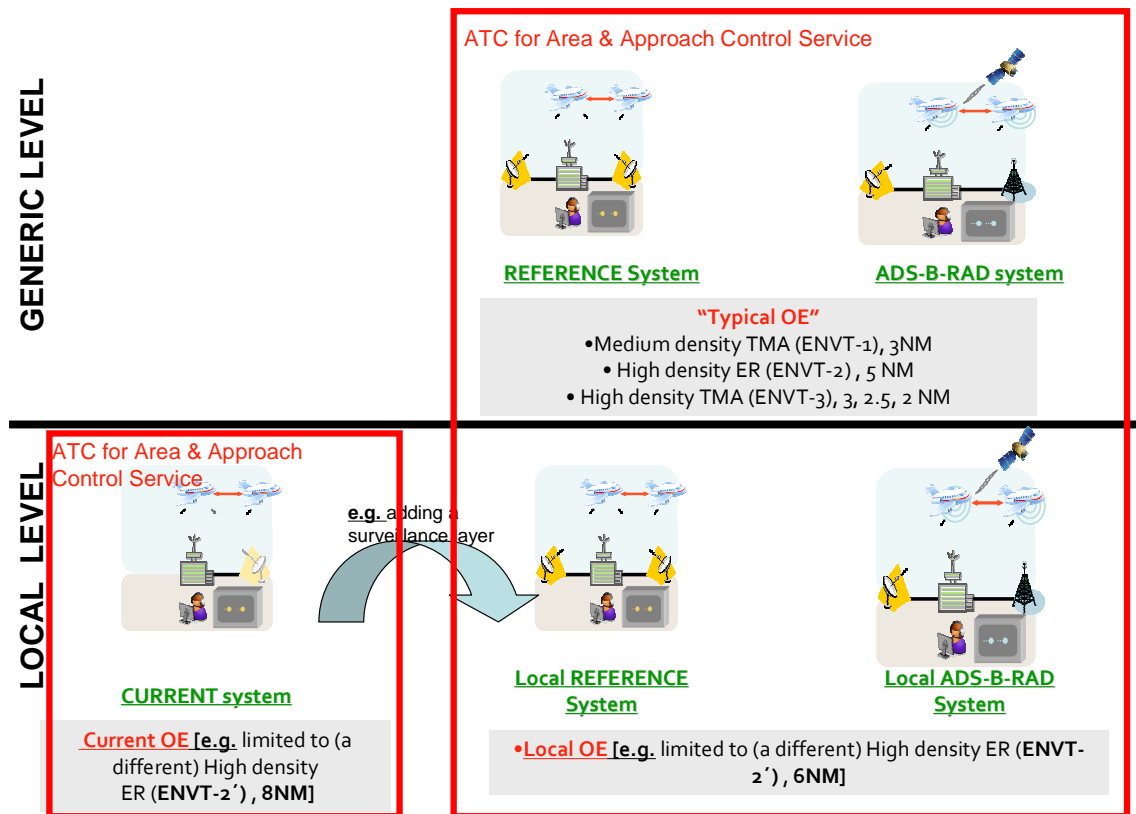 GENERIC LEVEL
ATC for Area & Approach Control Service
REFERENCE System
ADS-B-RAD system
“Typical OE”
•Medium density TMA (ENVT-1), 3NM
• High density ER (ENVT-2) , 5 NM
• High density TMA (ENVT-3), 3, 2.5, 2 NM
LOCAL LEVEL
ATC for Area & Approach
Control Service
e.g. adding a
surveillance layer
CURRENT system
Current OE [e.g. limited to (a
different) High density
ER (ENVT-2´) , 8NM]
Local REFERENCE
System
Local ADS-B-RAD
System
•Local OE [e.g. limited to (a different) High density ER (ENVT-
2´) , 6NM]